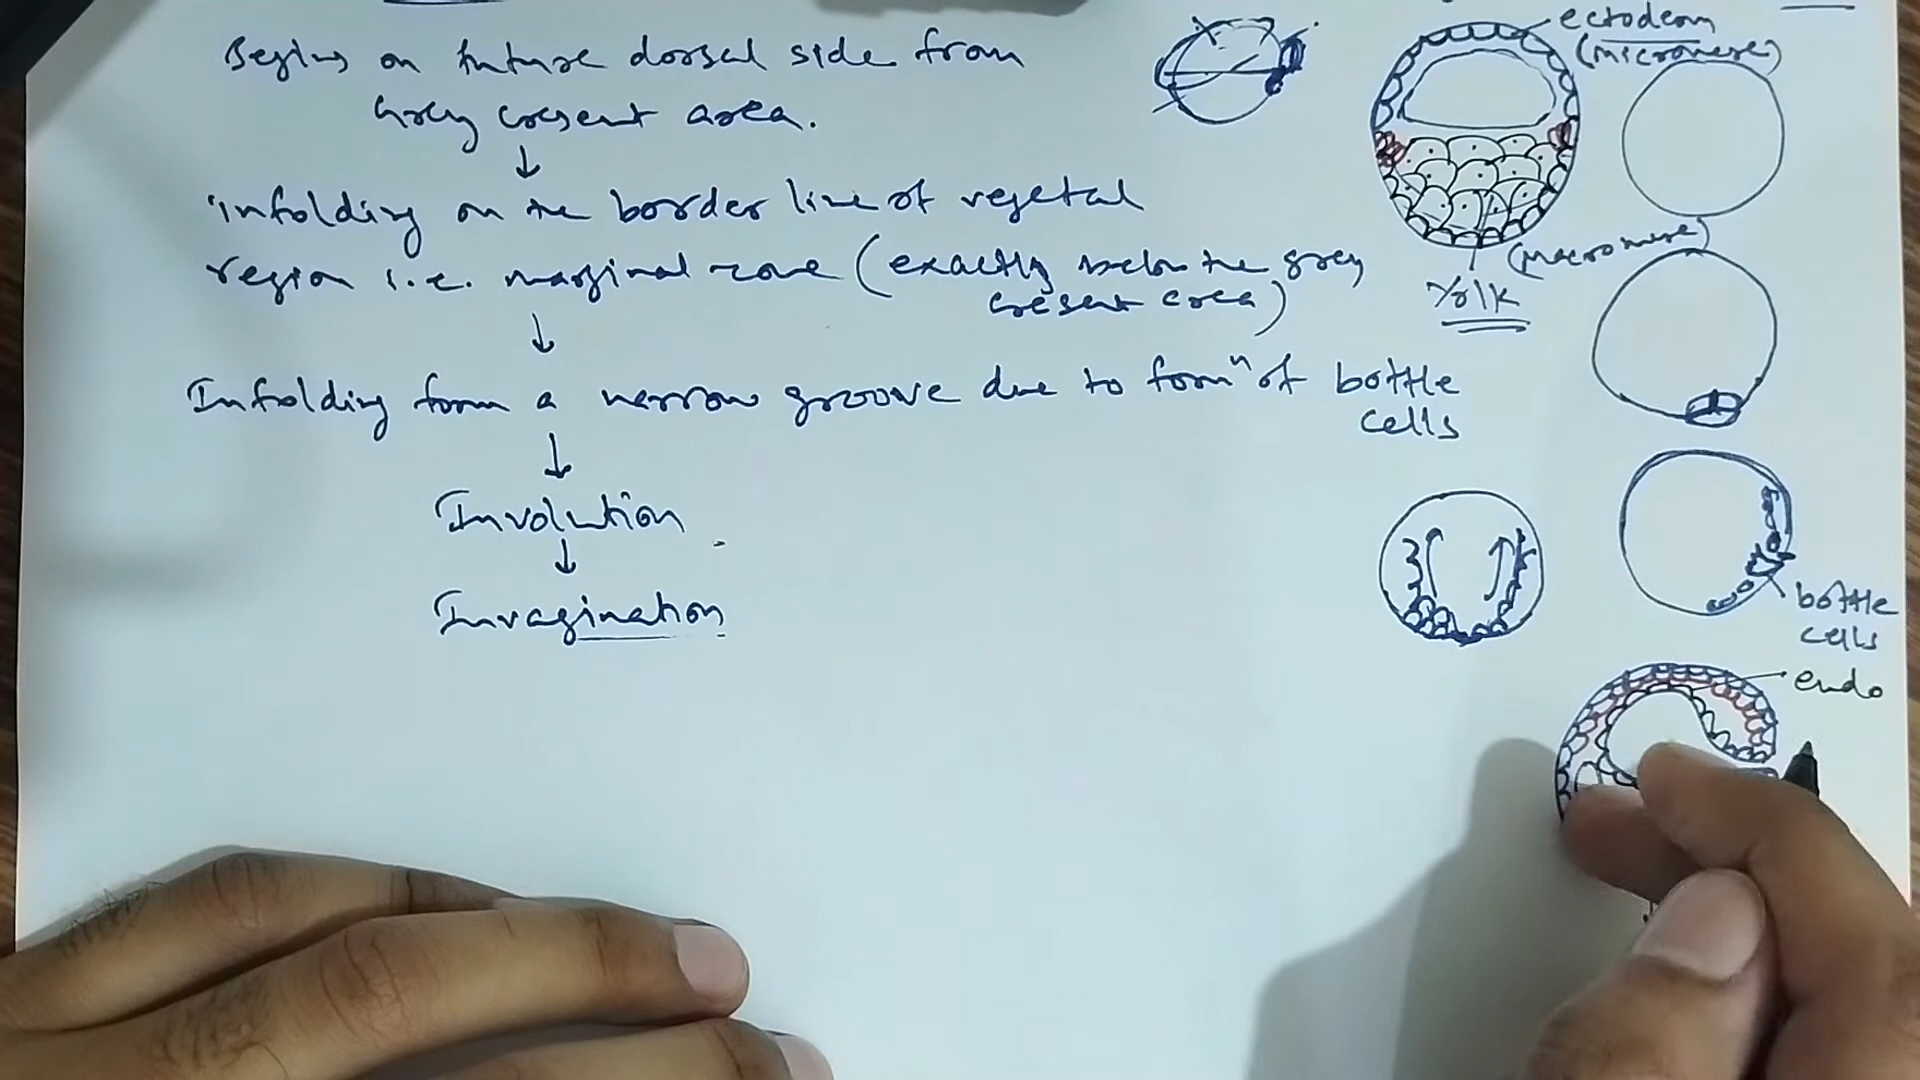 Begins on future dorsal side from
Grey cresent area.
↓
infolding on the border line of vegetal
region i.e. marginal zone (exactly below the grey
cresent area)
↓
Infolding form a narrow groove due to formⁿ of bottle
cells
↓
Involution
↓
Invagination
ectoderm
(micromere)
(macromere)
Yolk
bottle
cells
endo